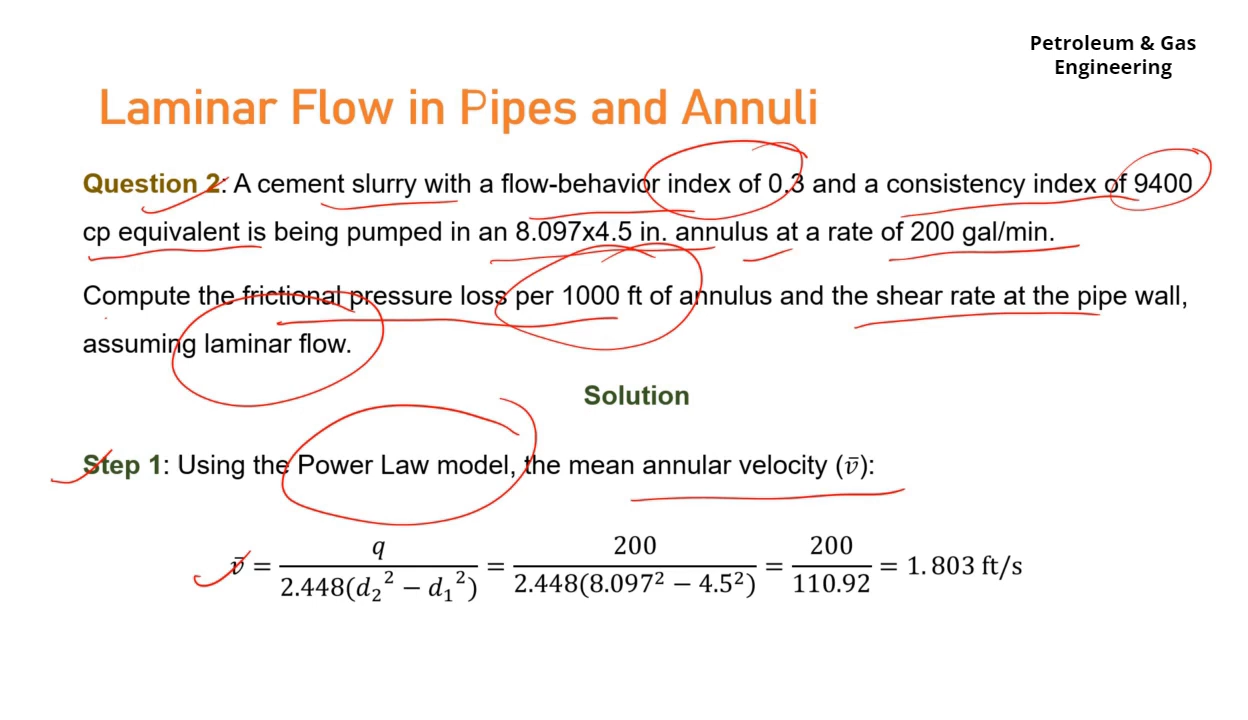 Petroleum & Gas
Engineering
Laminar Flow in Pipes and Annuli
Question 2: A cement slurry with a flow-behavior index of 0.3 and a consistency index of 9400
cp equivalent is being pumped in an 8.097x4.5 in. annulus at a rate of 200 gal/min.
Compute the frictional pressure loss per 1000 ft of annulus and the shear rate at the pipe wall,
assuming laminar flow.
Solution
Step 1: Using the Power Law model, the mean annular velocity (v̄):
v̄ = q / 2.448(d₂² − d₁²) = 200 / 2.448(8.097² − 4.5²) = 200 / 110.92 = 1.803 ft/s